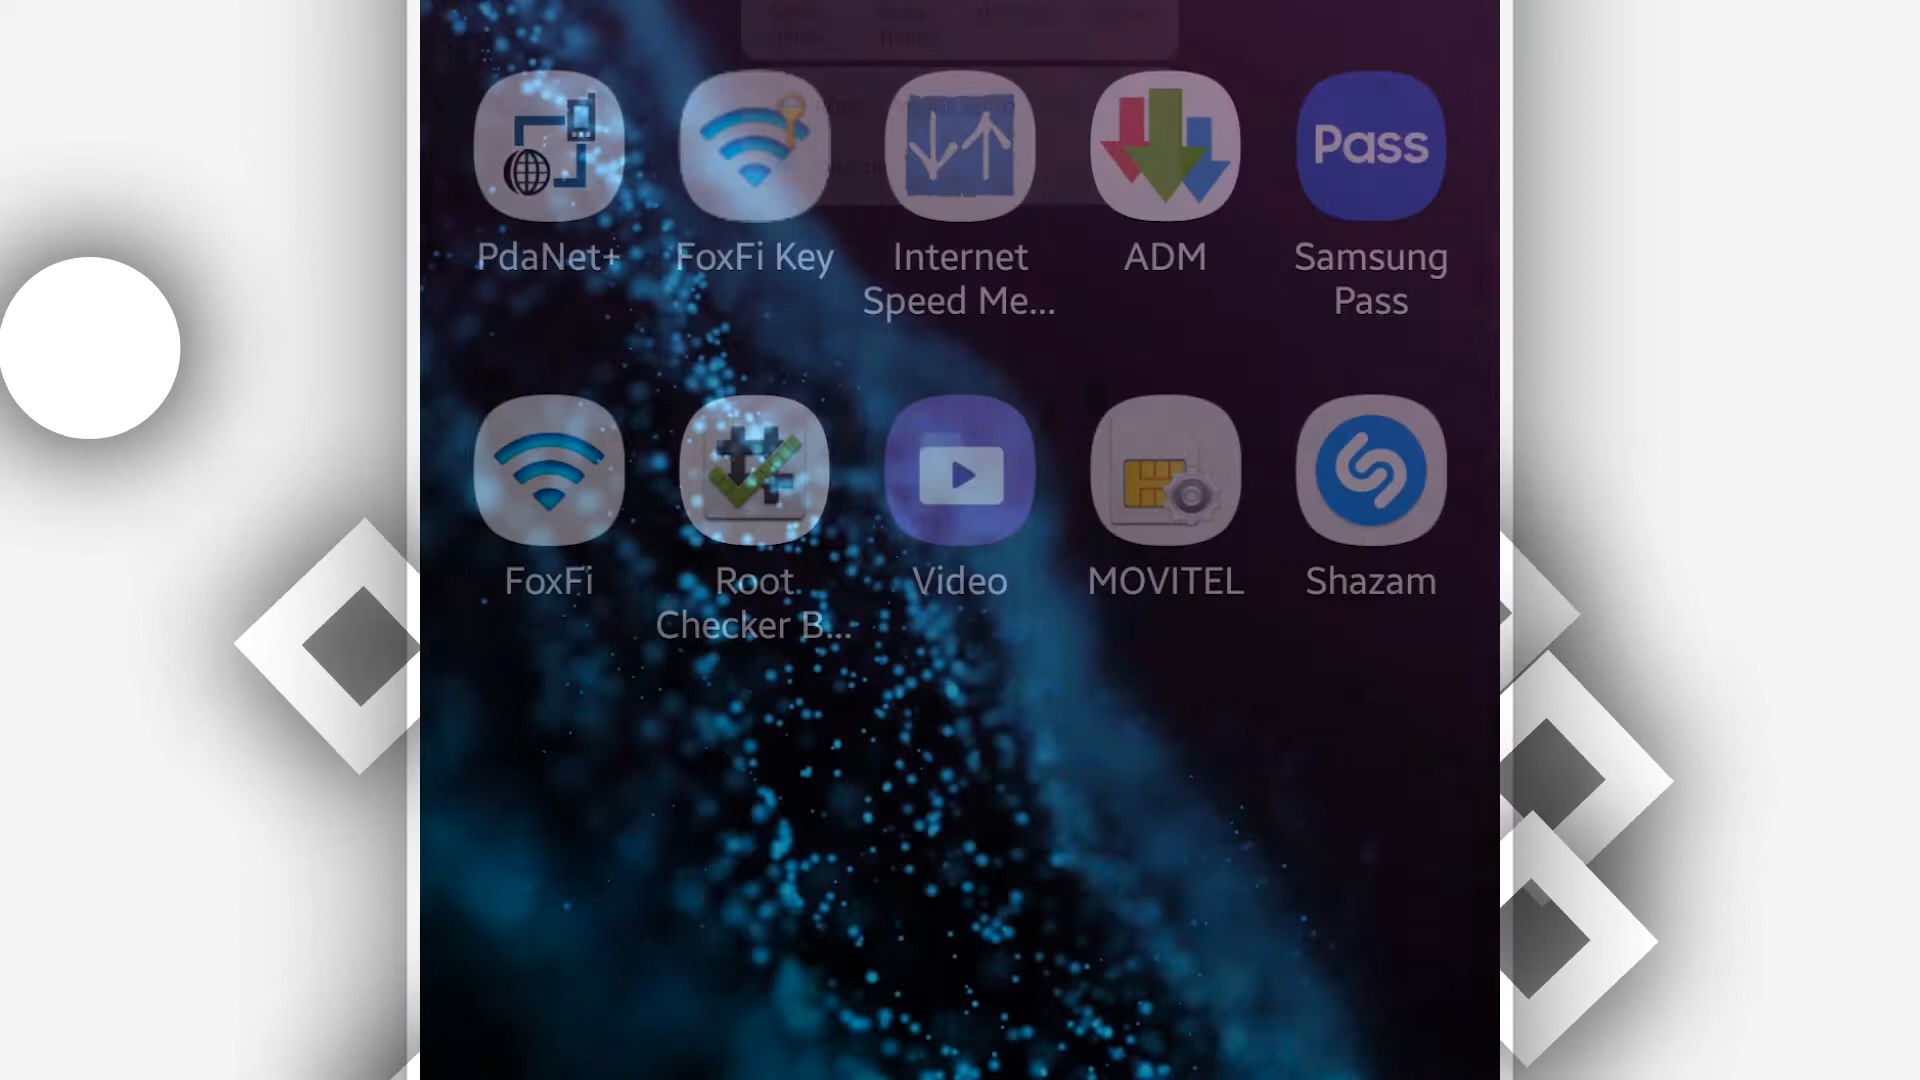 Pass
PdaNet+
FoxFi Key
Internet
Speed Me...
ADM
Samsung
Pass
FoxFi
Root
Checker B...
Video
MOVITEL
Shazam